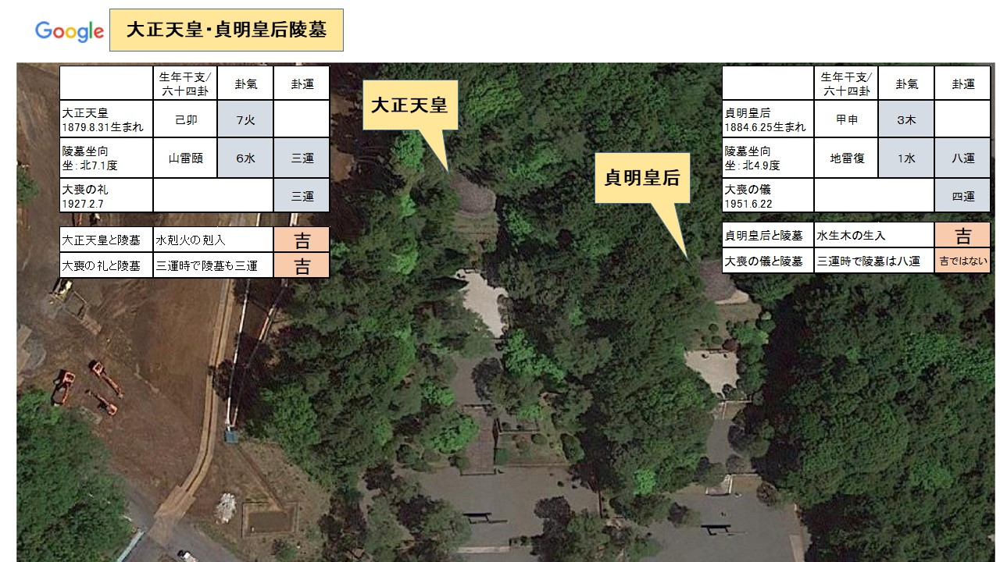 Google
大正天皇・貞明皇后陵墓
生年干支/
六十四卦
卦氣
卦運
大正天皇
1879.8.31生まれ
己卯
7火
陵墓坐向
坐：北7.1度
山雷頤
6水
三運
大喪の礼
1927.2.7
三運
大正天皇と陵墓
水剋火の剋入
吉
大喪の礼と陵墓
三運時で陵墓も三運
吉
大正天皇
貞明皇后
生年干支/
六十四卦
卦氣
卦運
貞明皇后
1884.6.25生まれ
甲申
3木
陵墓坐向
坐：北4.9度
地雷復
1水
八運
大喪の儀
1951.6.22
四運
貞明皇后と陵墓
水生木の生入
吉
大喪の儀と陵墓
三運時で陵墓は八運
吉ではない